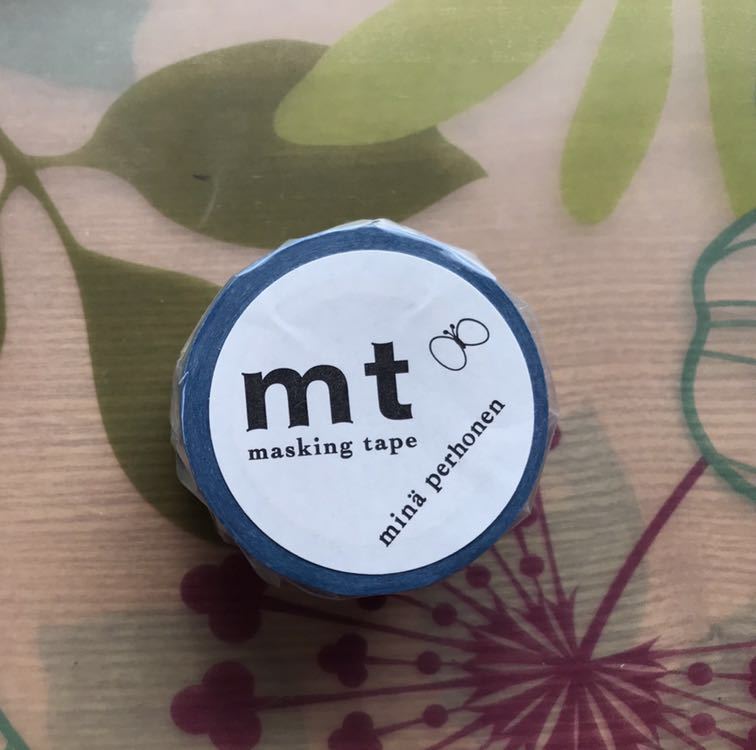 mt
masking tape
minä perhonen